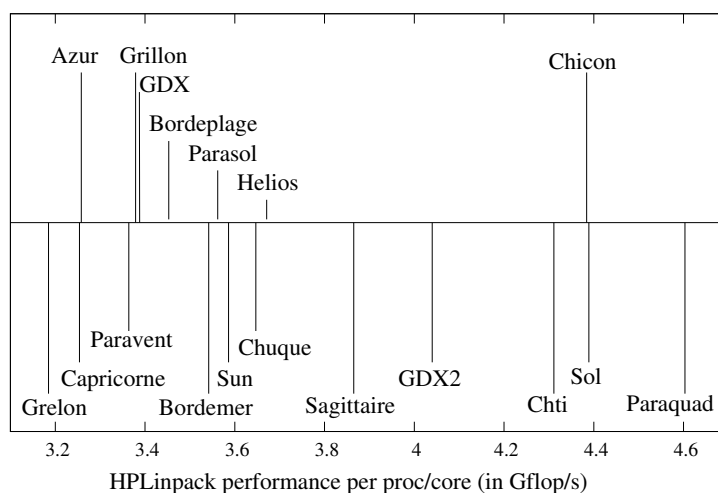 Azur Grillon
GDX
Chicon
Bordeplage
Parasol
Helios
Paravent
Chuque
Capricorne Sun GDX2 Sol
Grelon Bordemer Sagittaire Chti Paraquad
3.2 3.4 3.6 3.8 4 4.2 4.4 4.6
HPLinpack performance per proc/core (in Gflop/s)